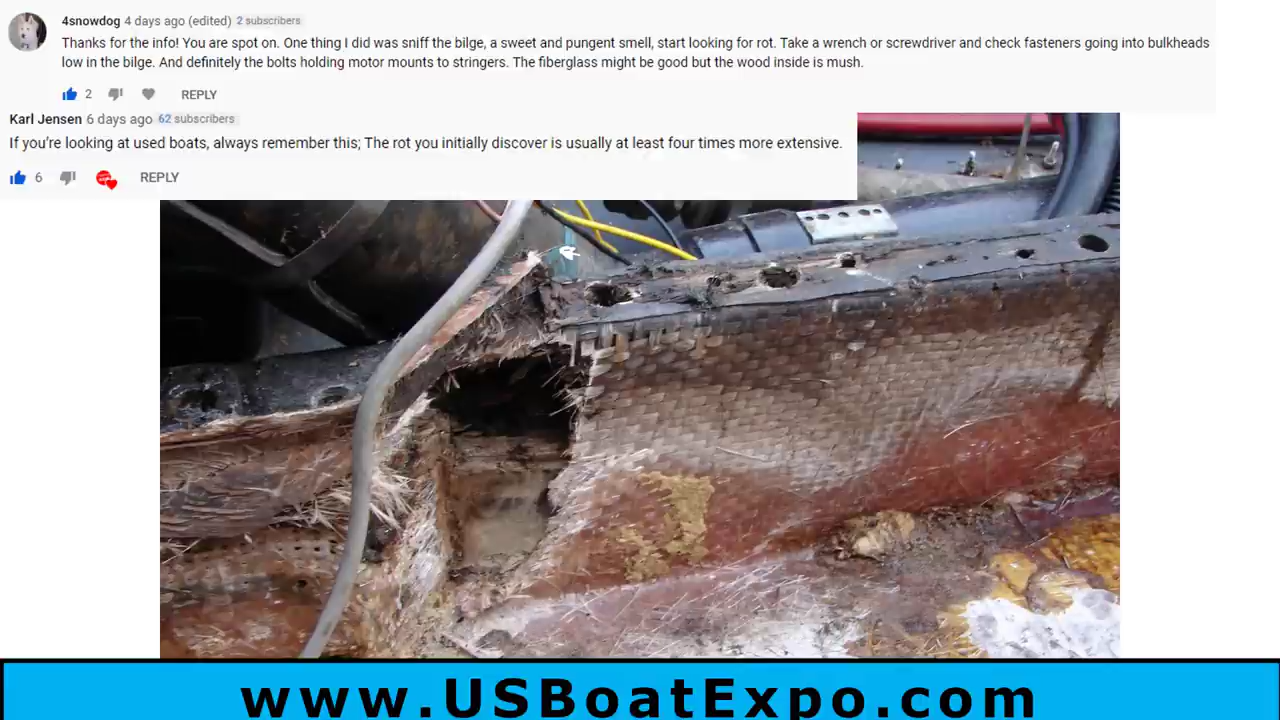 4snowdog 4 days ago (edited) 2 subscribers
Thanks for the info! You are spot on. One thing I did was sniff the bilge, a sweet and pungent smell, start looking for rot. Take a wrench or screwdriver and check fasteners going into bulkheads
low in the bilge. And definitely the bolts holding motor mounts to stringers. The fiberglass might be good but the wood inside is mush.
2 REPLY
Karl Jensen 6 days ago 62 subscribers
If you're looking at used boats, always remember this; The rot you initially discover is usually at least four times more extensive.
6 REPLY
www.USBoatExpo.com